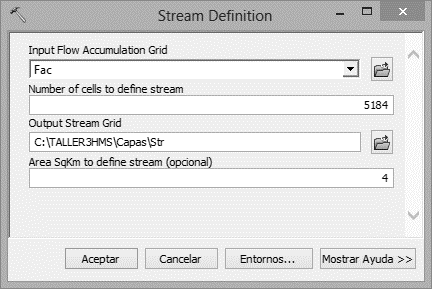 Stream Definition
Input Flow Accumulation Grid
Fac
Number of cells to define stream
5184
Output Stream Grid
C:\TALLER3HMS\Capas\Str
Area SqKm to define stream (opcional)
4
Aceptar Cancelar Entornos... Mostrar Ayuda >>